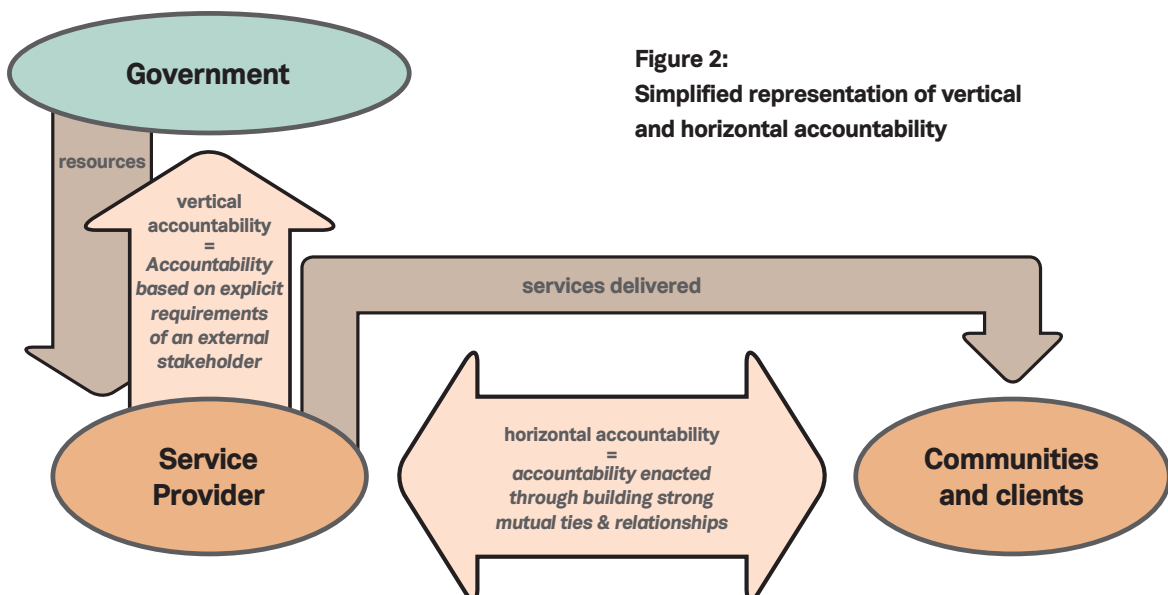 Government
Figure 2:
Simplified representation of vertical
and horizontal accountability
resources
vertical
accountability
=
Accountability
based on explicit
requirements
of an external
stakeholder
services delivered
horizontal accountability
=
accountability enacted
through building strong
mutual ties & relationships
Service
Provider
Communities
and clients